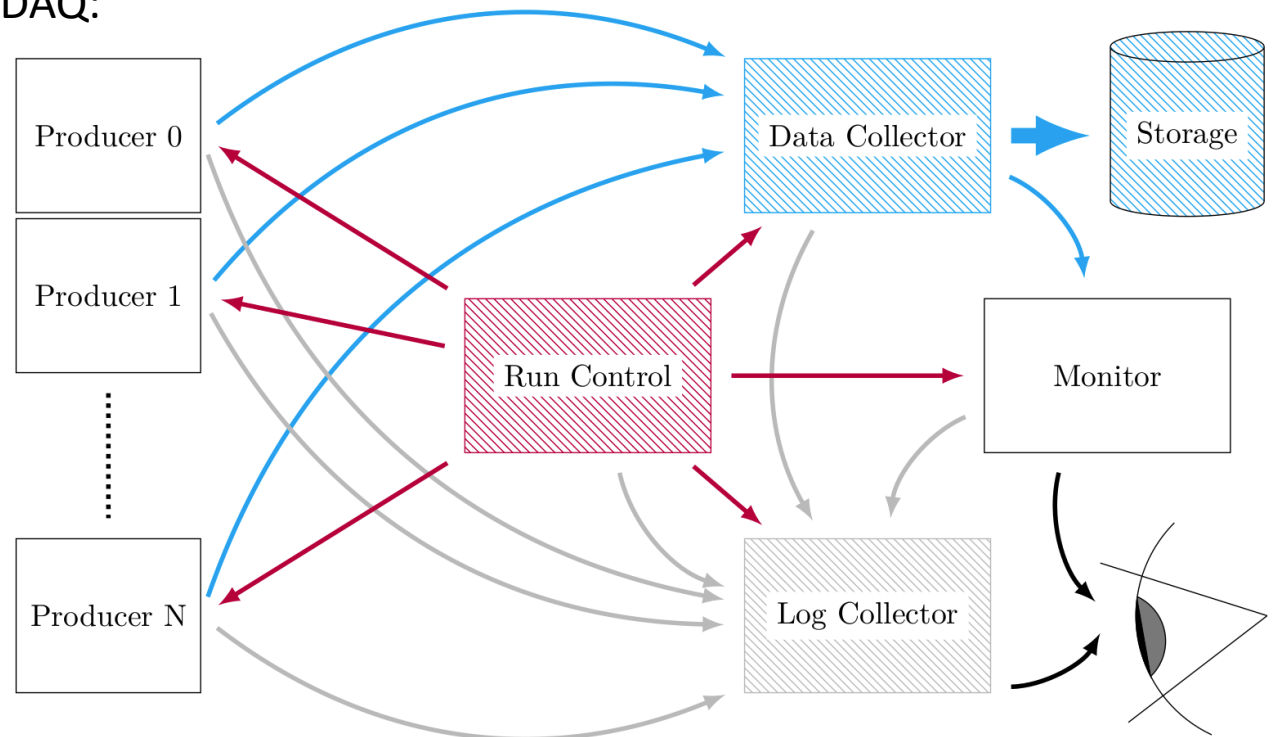 DAQ:
Producer 0
Data Collector
Storage
Producer 1
Run Control
Monitor
Producer N
Log Collector